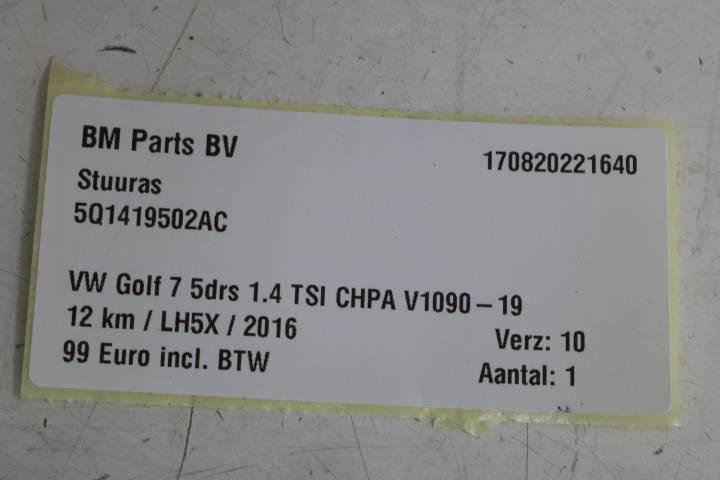 BM Parts BV
170820221640
Stuuras
5Q1419502AC
VW Golf 7 5drs 1.4 TSI CHPA V1090-19
12 km / LH5X / 2016
Verz: 10
99 Euro incl. BTW
Aantal: 1